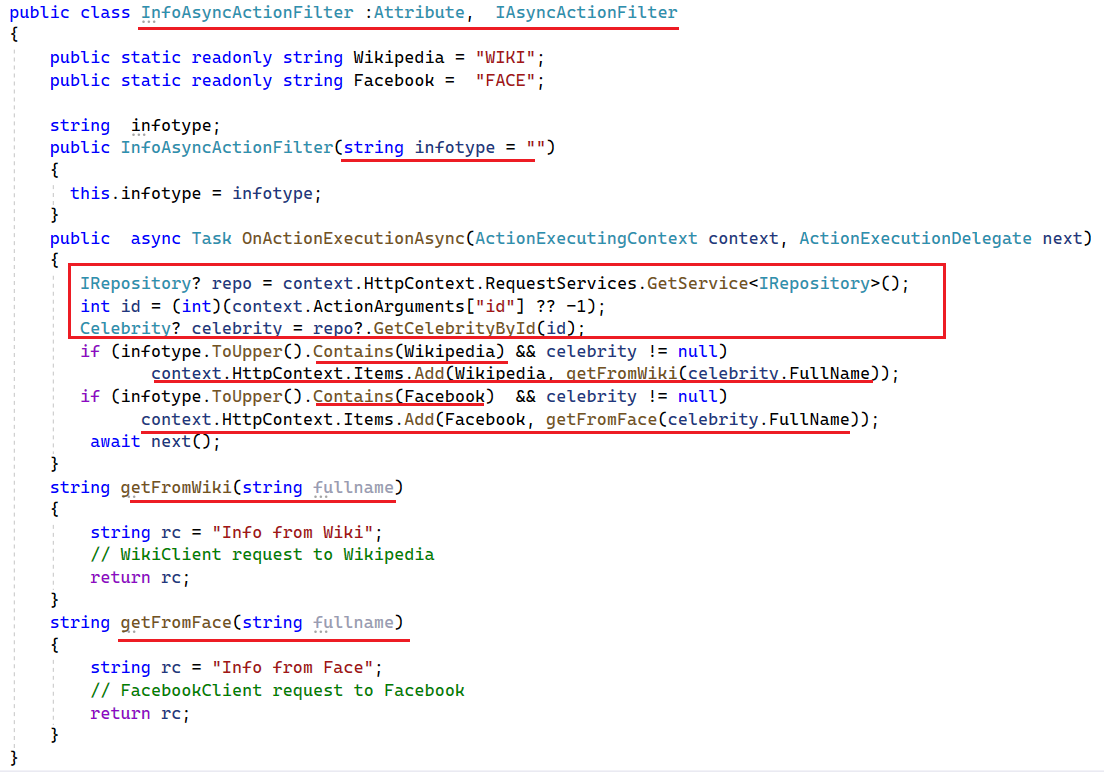 public class InfoAsyncActionFilter :Attribute,  IAsyncActionFilter
{
    public static readonly string Wikipedia = "WIKI";
    public static readonly string Facebook =  "FACE";

    string  infotype;
    public InfoAsyncActionFilter(string infotype = "")
    {
      this.infotype = infotype;
    }
    public  async Task OnActionExecutionAsync(ActionExecutingContext context, ActionExecutionDelegate next)
    {
       IRepository? repo = context.HttpContext.RequestServices.GetService<IRepository>();
       int id = (int)(context.ActionArguments["id"] ?? -1);
       Celebrity? celebrity = repo?.GetCelebrityById(id);
       if (infotype.ToUpper().Contains(Wikipedia) && celebrity != null)
              context.HttpContext.Items.Add(Wikipedia, getFromWiki(celebrity.FullName));
       if (infotype.ToUpper().Contains(Facebook)  && celebrity != null)
             context.HttpContext.Items.Add(Facebook, getFromFace(celebrity.FullName));
        await next();
    }
    string getFromWiki(string fullname)
    {
        string rc = "Info from Wiki";
        // WikiClient request to Wikipedia
        return rc;
    }
    string getFromFace(string fullname)
    {
        string rc = "Info from Face";
        // FacebookClient request to Facebook
        return rc;
    }
}